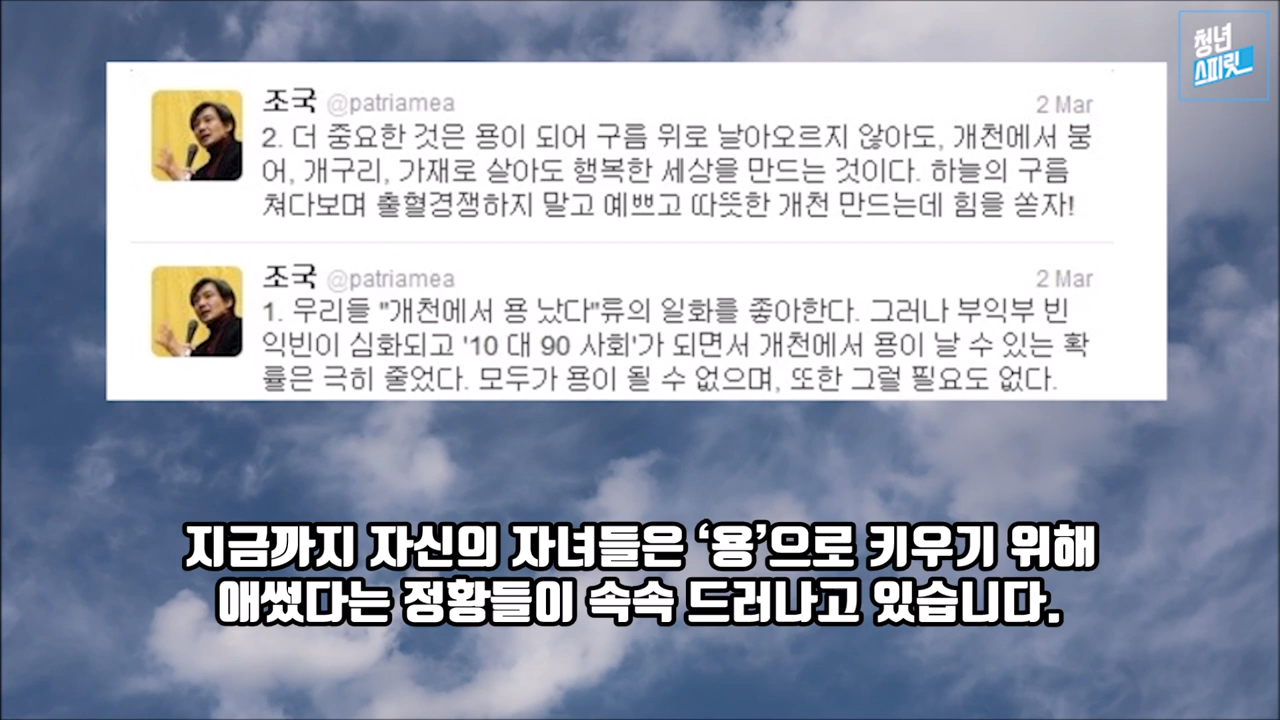 청년
스피릿
조국 @patriamea 2 Mar
2. 더 중요한 것은 용이 되어 구름 위로 날아오르지 않아도, 개천에서 붕
어, 개구리, 가재로 살아도 행복한 세상을 만드는 것이다. 하늘의 구름
쳐다보며 출혈경쟁하지 말고 예쁘고 따뜻한 개천 만드는데 힘을 쏟자!
조국 @patriamea 2 Mar
1. 우리들 "개천에서 용 났다"류의 일화를 좋아한다. 그러나 부익부 빈
익빈이 심화되고 '10 대 90 사회'가 되면서 개천에서 용이 날 수 있는 확
률은 극히 줄었다. 모두가 용이 될 수 없으며, 또한 그럴 필요도 없다.
지금까지 자신의 자녀들은 ‘용’으로 키우기 위해
애썼다는 정황들이 속속 드러나고 있습니다.